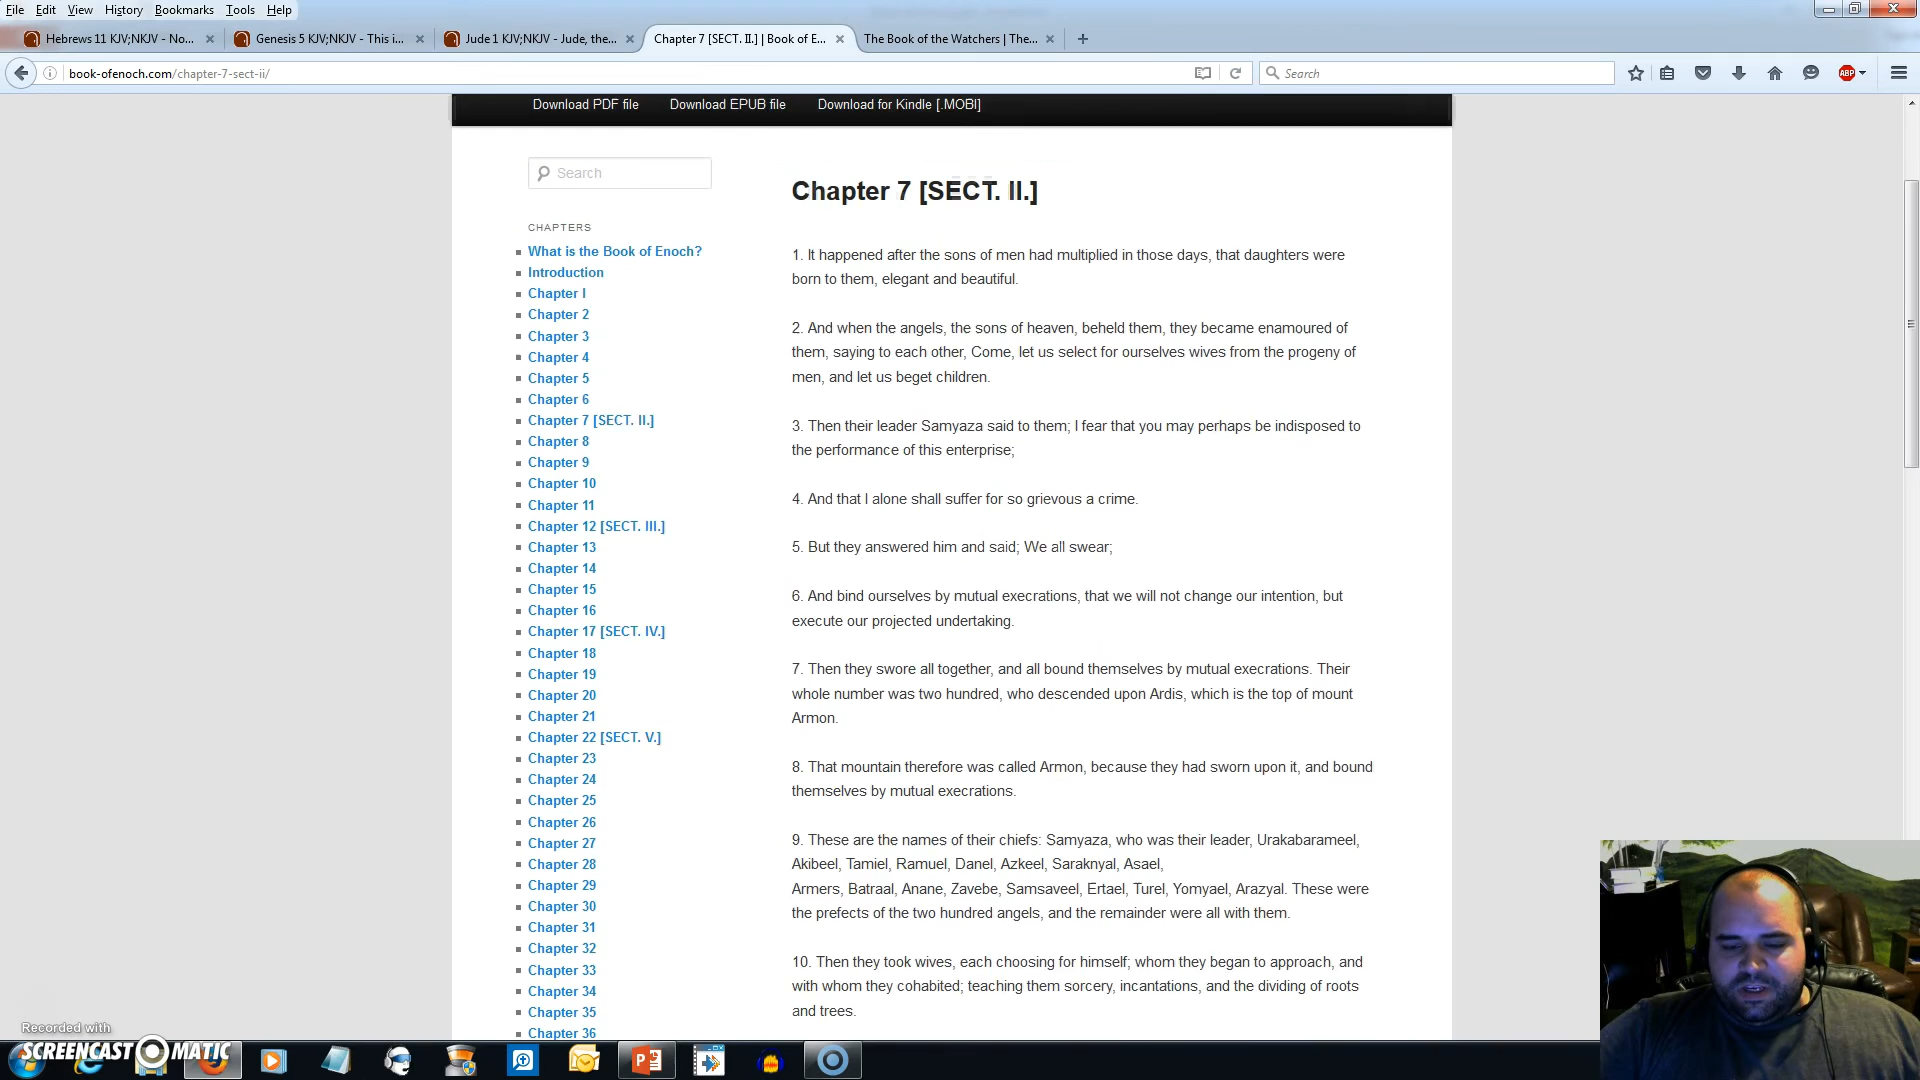 File Edit View History Bookmarks Tools Help
Hebrews 11 KJV;NKJV - No... × Genesis 5 KJV;NKJV - This i... × Jude 1 KJV;NKJV - Jude, the... × Chapter 7 [SECT. II.] | Book of E... × The Book of the Watchers | The... × +
book-ofenoch.com/chapter-7-sect-ii/ Search ABP
Download PDF file Download EPUB file Download for Kindle [.MOBI]
Search
CHAPTERS
What is the Book of Enoch?
Introduction
Chapter I
Chapter 2
Chapter 3
Chapter 4
Chapter 5
Chapter 6
Chapter 7 [SECT. II.]
Chapter 8
Chapter 9
Chapter 10
Chapter 11
Chapter 12 [SECT. III.]
Chapter 13
Chapter 14
Chapter 15
Chapter 16
Chapter 17 [SECT. IV.]
Chapter 18
Chapter 19
Chapter 20
Chapter 21
Chapter 22 [SECT. V.]
Chapter 23
Chapter 24
Chapter 25
Chapter 26
Chapter 27
Chapter 28
Chapter 29
Chapter 30
Chapter 31
Chapter 32
Chapter 33
Chapter 34
Chapter 35
Chapter 36
Chapter 7 [SECT. II.]
1. It happened after the sons of men had multiplied in those days, that daughters were
born to them, elegant and beautiful.
2. And when the angels, the sons of heaven, beheld them, they became enamoured of
them, saying to each other, Come, let us select for ourselves wives from the progeny of
men, and let us beget children.
3. Then their leader Samyaza said to them; I fear that you may perhaps be indisposed to
the performance of this enterprise;
4. And that I alone shall suffer for so grievous a crime.
5. But they answered him and said; We all swear;
6. And bind ourselves by mutual execrations, that we will not change our intention, but
execute our projected undertaking.
7. Then they swore all together, and all bound themselves by mutual execrations. Their
whole number was two hundred, who descended upon Ardis, which is the top of mount
Armon.
8. That mountain therefore was called Armon, because they had sworn upon it, and bound
themselves by mutual execrations.
9. These are the names of their chiefs: Samyaza, who was their leader, Urakabarameel,
Akibeel, Tamiel, Ramuel, Danel, Azkeel, Saraknyal, Asael,
Armers, Batraal, Anane, Zavebe, Samsaveel, Ertael, Turel, Yomyael, Arazyal. These were
the prefects of the two hundred angels, and the remainder were all with them.
10. Then they took wives, each choosing for himself; whom they began to approach, and
with whom they cohabited; teaching them sorcery, incantations, and the dividing of roots
and trees.
Recorded with
SCREENCAST MATIC